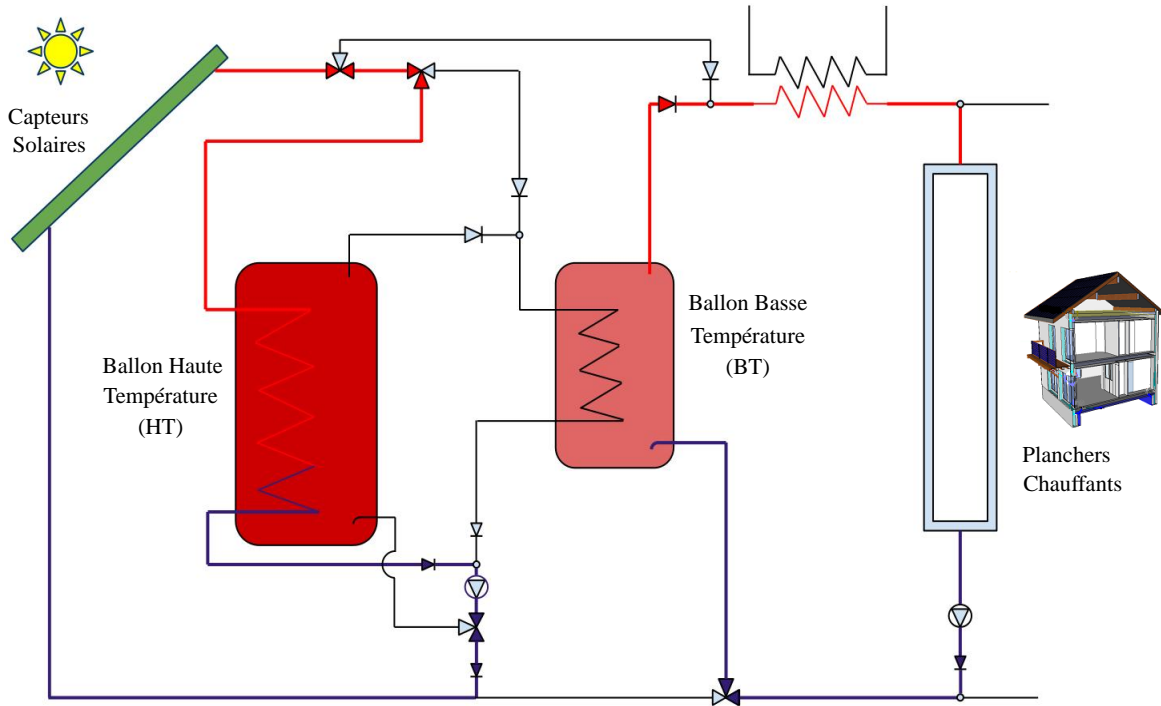 Capteurs
Solaires
Ballon Haute
Température
(HT)
Ballon Basse
Température
(BT)
Planchers
Chauffants